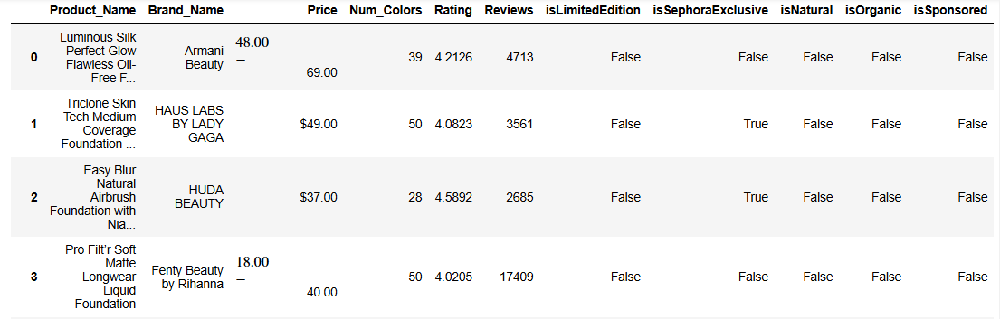 Product_Name Brand_Name Price Num_Colors Rating Reviews isLimitedEdition isSephoraExclusive isNatural isOrganic isSponsored
0 Luminous Silk Perfect Glow Flawless Oil-Free F... Armani Beauty 48.00 – 69.00 39 4.2126 4713 False False False False False
1 Triclone Skin Tech Medium Coverage Foundation ... HAUS LABS BY LADY GAGA $49.00 50 4.0823 3561 False True False False False
2 Easy Blur Natural Airbrush Foundation with Nia... HUDA BEAUTY $37.00 28 4.5892 2685 False True False False False
3 Pro Filt'r Soft Matte Longwear Liquid Foundation Fenty Beauty by Rihanna 18.00 – 40.00 50 4.0205 17409 False False False False False